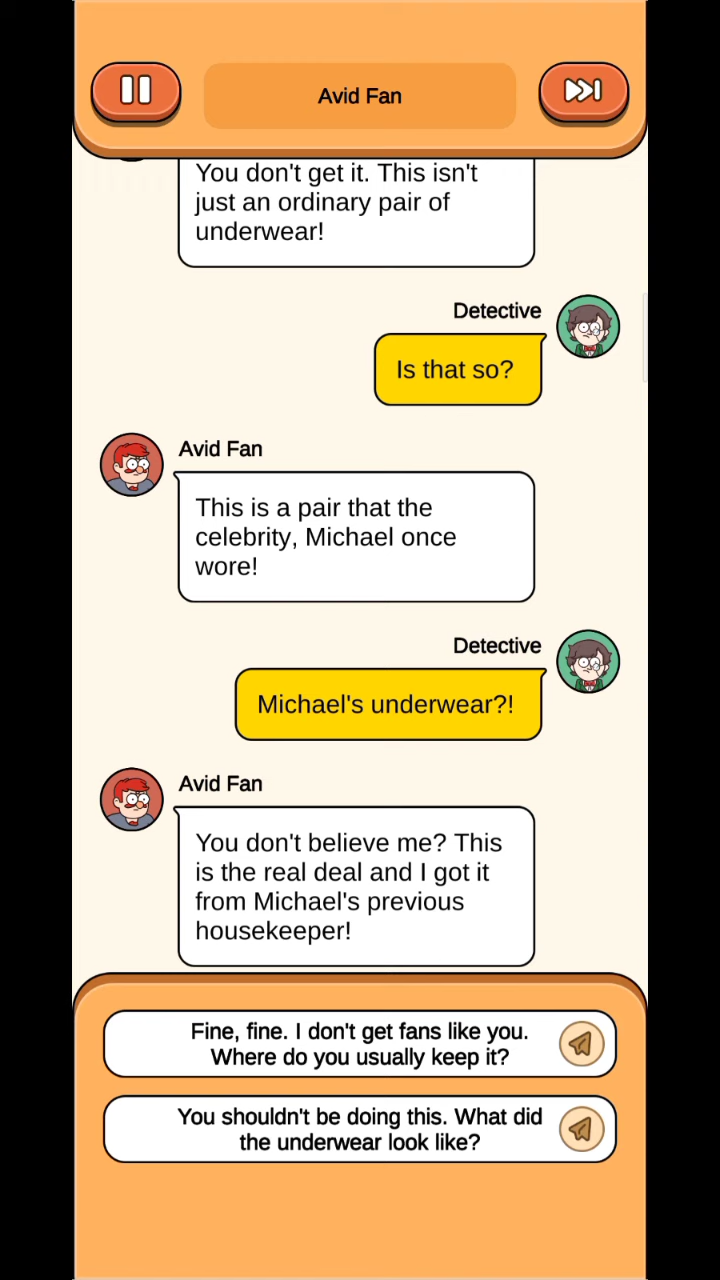 Avid Fan
You don't get it. This isn't
just an ordinary pair of
underwear!
Detective
Is that so?
Avid Fan
This is a pair that the
celebrity, Michael once
wore!
Detective
Michael's underwear?!
Avid Fan
You don't believe me? This
is the real deal and I got it
from Michael's previous
housekeeper!
Fine, fine. I don't get fans like you.
Where do you usually keep it?
You shouldn't be doing this. What did
the underwear look like?